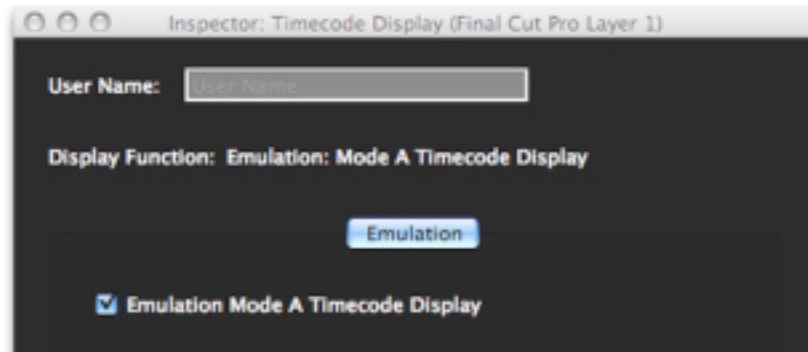 Inspector: Timecode Display (Final Cut Pro Layer 1)
User Name: User Name
Display Function: Emulation: Mode A Timecode Display
Emulation
Emulation Mode A Timecode Display